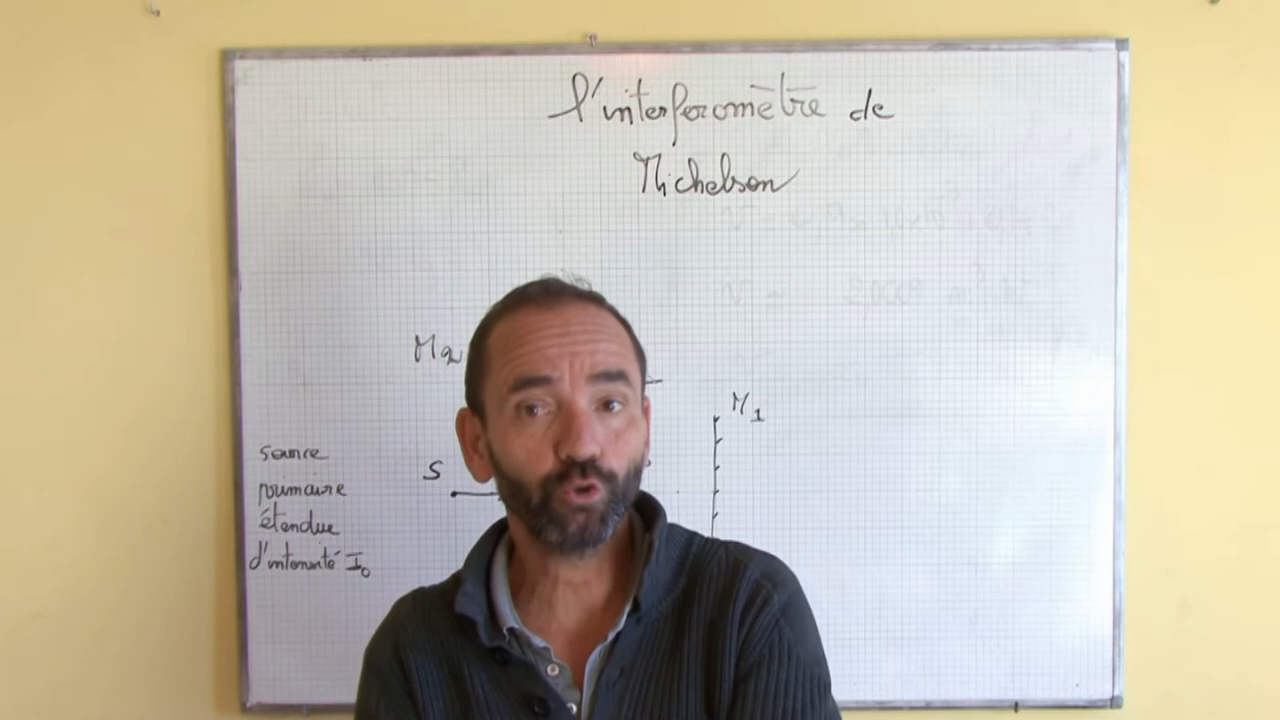 l'interféromètre de
Michelson
M2
M1
source
S
primaire
étendue
d'intensité I0